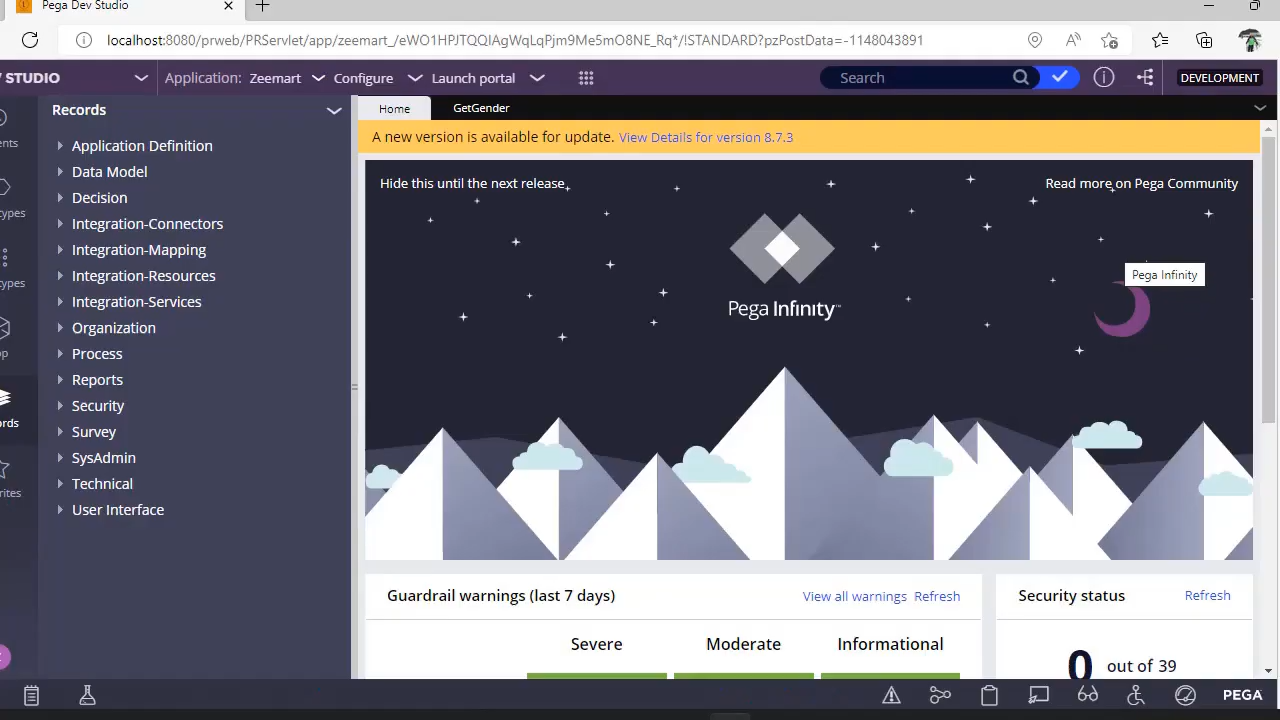 Pega Dev Studio
localhost:8080/prweb/PRServlet/app/zeemart_/eWO1HPJTQQIAgWqLqPjm9Me5mO8NE_Rq*/!STANDARD?pzPostData=-1148043891
STUDIO
Application: Zeemart
Configure
Launch portal
Search
DEVELOPMENT
Records
Home
GetGender
A new version is available for update. View Details for version 8.7.3
Application Definition
Data Model
Decision
Integration-Connectors
Integration-Mapping
Integration-Resources
Integration-Services
Organization
Process
Reports
Security
Survey
SysAdmin
Technical
User Interface
Hide this until the next release
Read more on Pega Community
Pega Infinity™
Pega Infinity
Guardrail warnings (last 7 days)
View all warnings Refresh
Severe
Moderate
Informational
Security status
Refresh
0 out of 39
PEGA